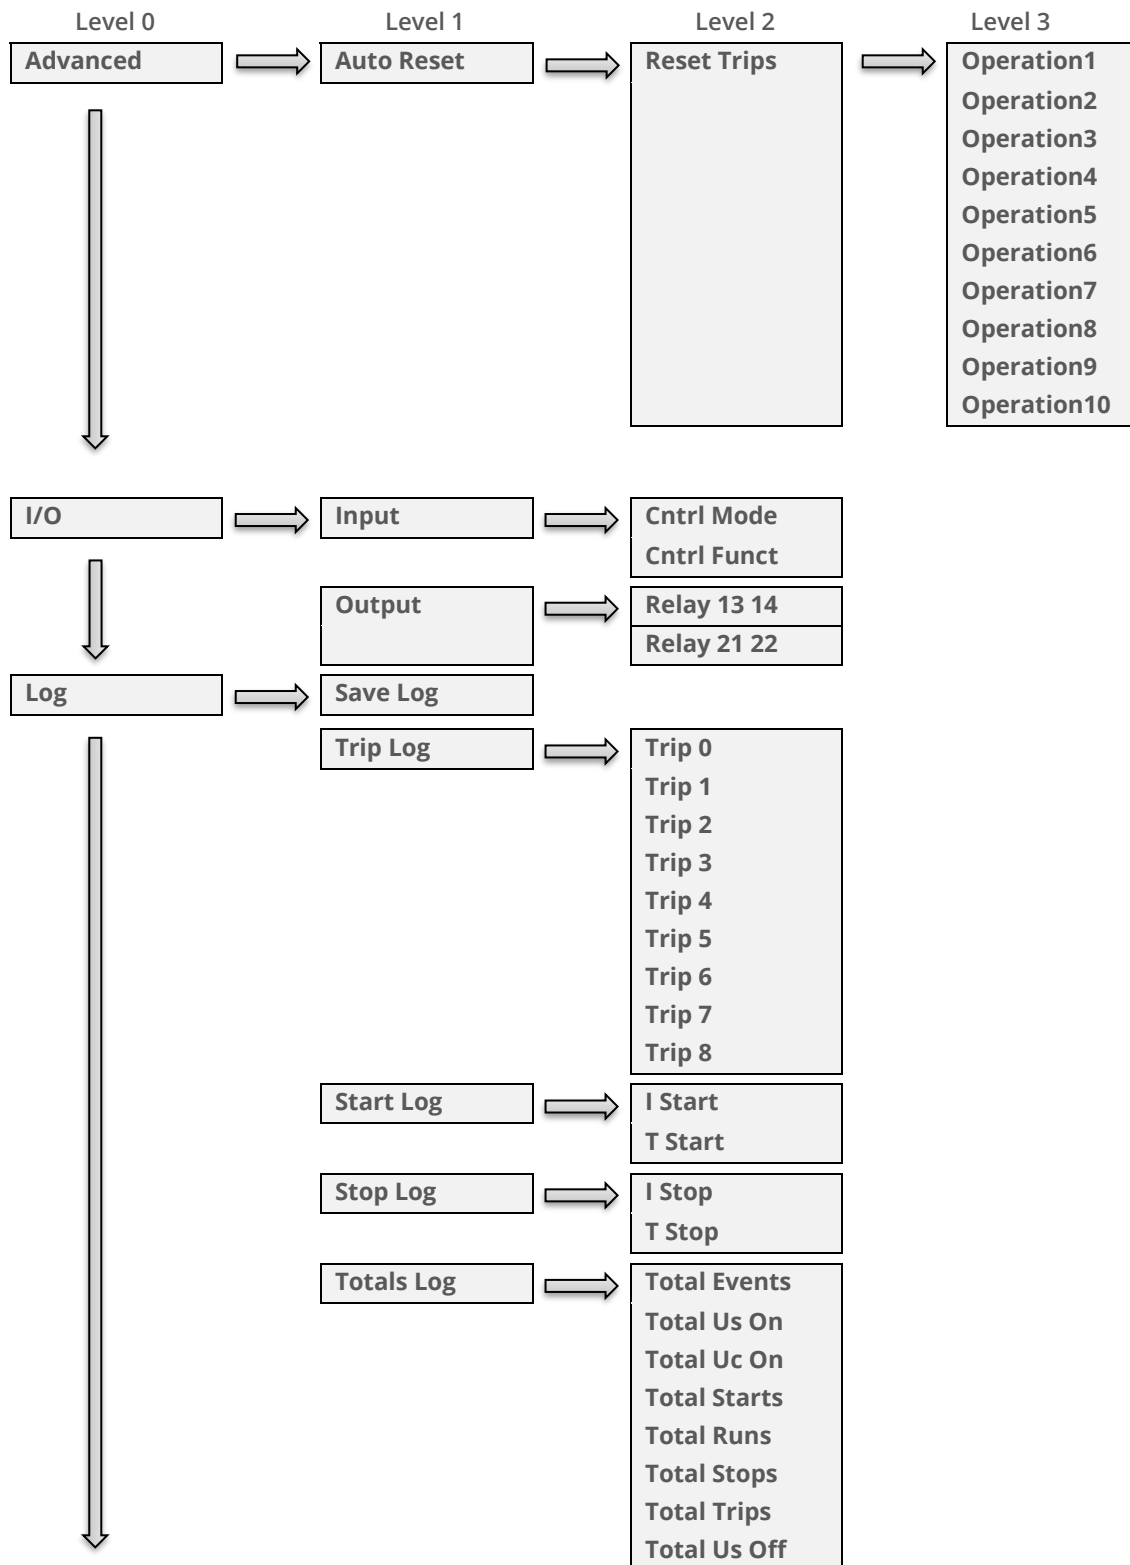 Level 0 Level 1 Level 2 Level 3
Advanced Auto Reset Reset Trips Operation1
Operation2
Operation3
Operation4
Operation5
Operation6
Operation7
Operation8
Operation9
Operation10
I/O Input Cntrl Mode
Cntrl Funct
Output Relay 13 14
Relay 21 22
Log Save Log
Trip Log Trip 0
Trip 1
Trip 2
Trip 3
Trip 4
Trip 5
Trip 6
Trip 7
Trip 8
Start Log I Start
T Start
Stop Log I Stop
T Stop
Totals Log Total Events
Total Us On
Total Uc On
Total Starts
Total Runs
Total Stops
Total Trips
Total Us Off